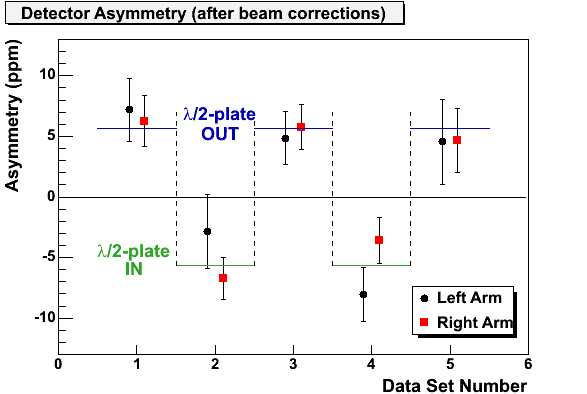 Detector Asymmetry (after beam corrections)
Asymmetry (ppm)
10
5
0
-5
-10
λ/2-plate
OUT
λ/2-plate
IN
Left Arm
Right Arm
0 1 2 3 4 5 6
Data Set Number